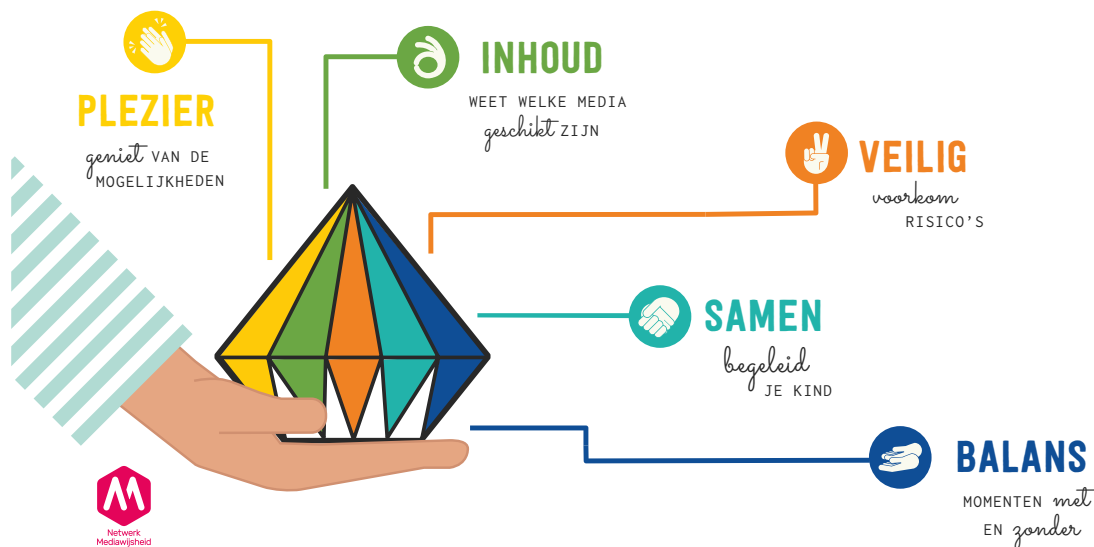 PLEZIER
geniet VAN DE
MOGELIJKHEDEN
INHOUD
WEET WELKE MEDIA
geschikt ZIJN
VEILIG
voorkom
RISICO'S
SAMEN
begeleid
JE KIND
BALANS
MOMENTEN met
EN zonder
Netwerk
Mediawijsheid